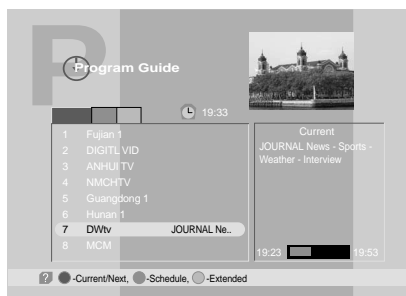 P
Program Guide
19:33
1 Fujian 1
2 DIGITL VID
3 ANHUI TV
4 NMCHTV
5 Guangdong 1
6 Hunan 1
7 DWtv JOURNAL Ne..
8 MCM
Current
JOURNAL News - Sports -
Weather - Interview
19:23 19:53
? -Current/Next, -Schedule, -Extended